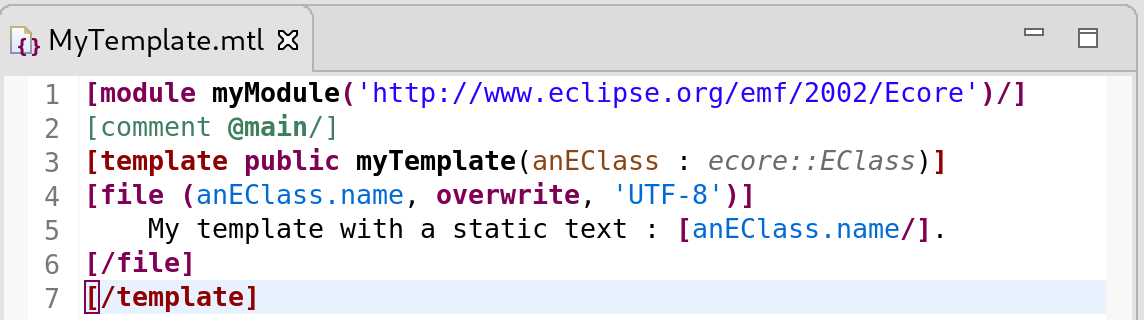 MyTemplate.mtl
1 [module myModule('http://www.eclipse.org/emf/2002/Ecore')/]
2 [comment @main/]
3 [template public myTemplate(anEClass : ecore::EClass)]
4 [file (anEClass.name, overwrite, 'UTF-8')]
5     My template with a static text : [anEClass.name/].
6 [/file]
7 [/template]